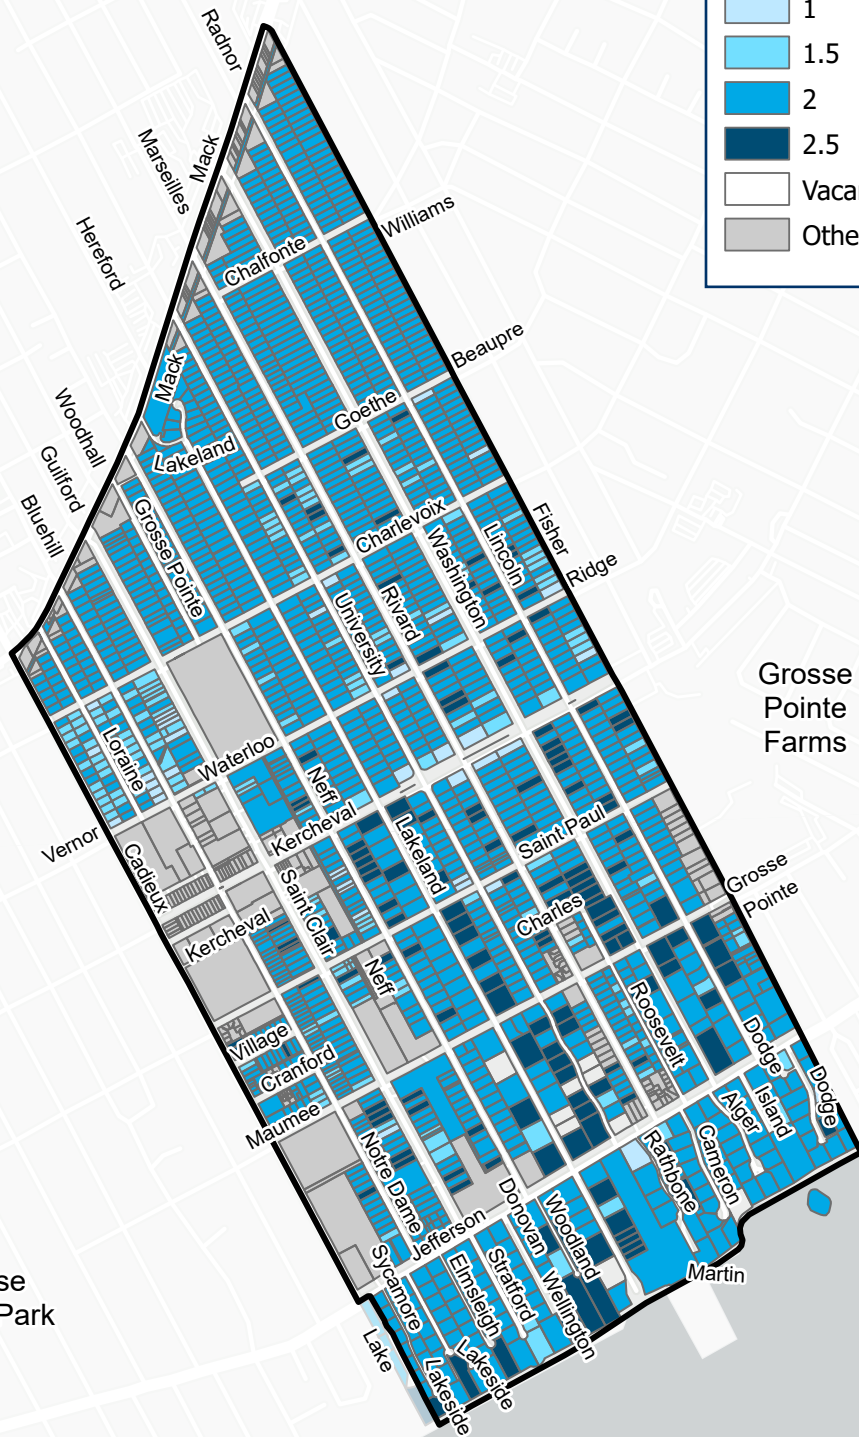 1
1.5
2
2.5
Vaca
Othe
Radnor
Mack
Marseilles
Hereford
Chalfonte
Williams
Mack
Beaupre
Goethe
Woodhall
Lakeland
Guilford
Bluehill
Grosse Pointe
Charlevoix
Washington
Lincoln
Fisher
Ridge
University
Rivard
Grosse
Pointe
Farms
Loraine
Waterloo
Neff
Kercheval
Lakeland
Saint Paul
Vernor
Cadieux
Saint Clair
Kercheval
Charles
Grosse
Pointe
Neff
Village
Cranford
Maumee
Roosevelt
Dodge
Dodge
Island
Alger
Cameron
Rathbone
Notre Dame
Jefferson
Donovan
Woodland
Martin
Sycamore
Elmsleigh
Stratford
Wellington
Lake
Lakeside
Lakeside
se
Park